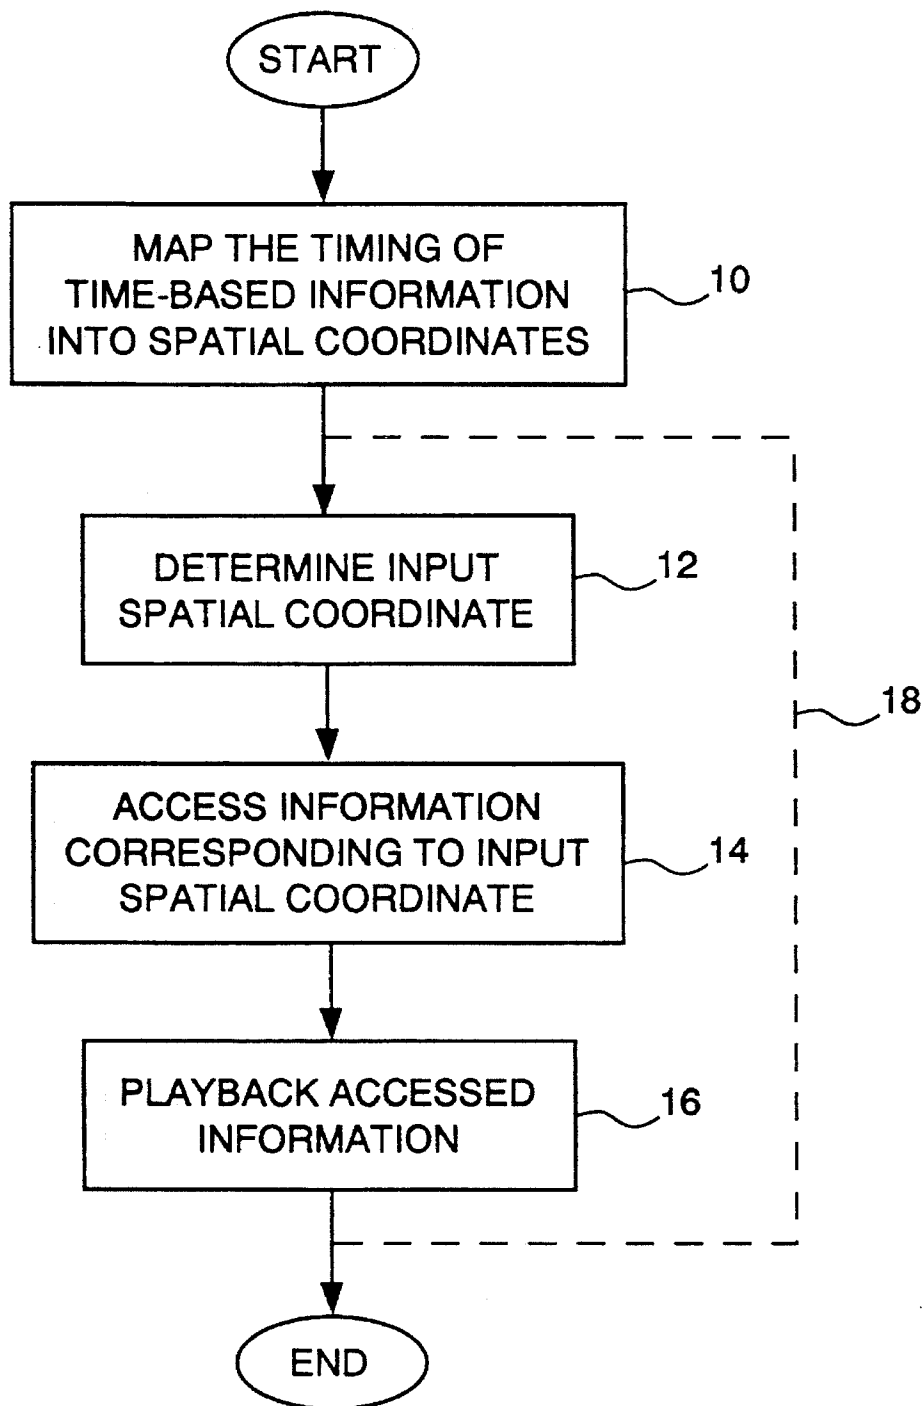 START
MAP THE TIMING OF
TIME-BASED INFORMATION
INTO SPATIAL COORDINATES
10
DETERMINE INPUT
SPATIAL COORDINATE
12
18
ACCESS INFORMATION
CORRESPONDING TO INPUT
SPATIAL COORDINATE
14
PLAYBACK ACCESSED
INFORMATION
16
END